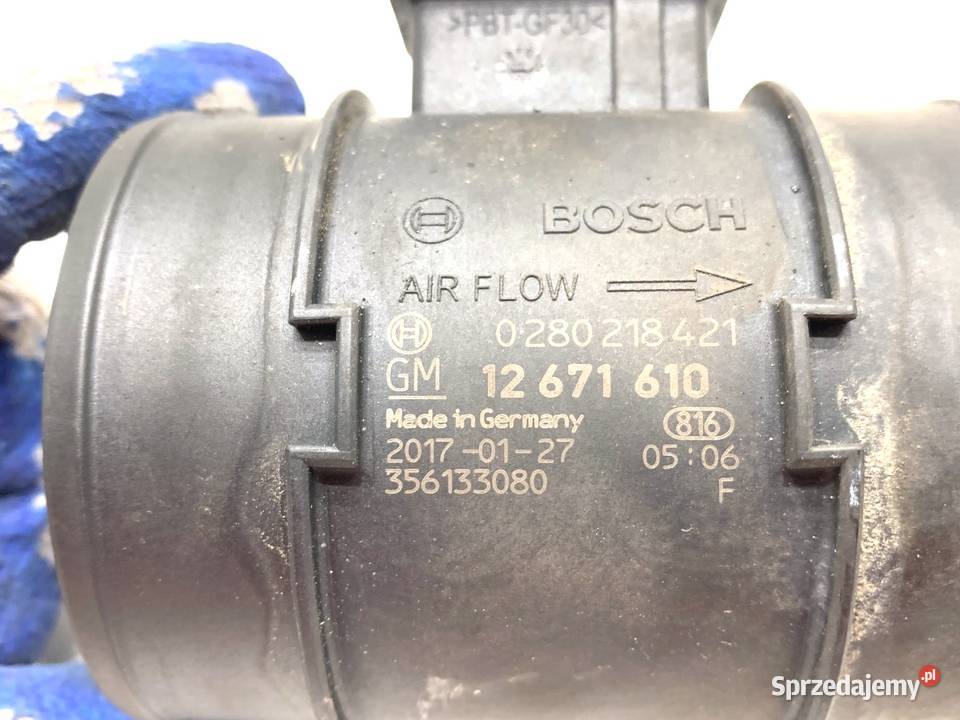 >PBT-GF30<
BOSCH
AIR FLOW
0 280 218 421
GM 12 671 610
Made in Germany 816
2017-01-27 05:06
356133080 F
Sprzedajemy.pl